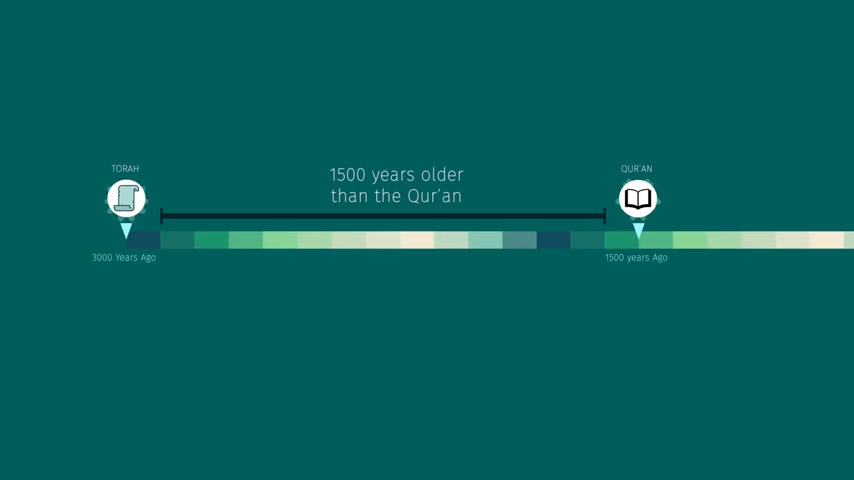 TORAH
1500 years older
than the Qur'an
QUR'AN
3000 Years Ago
1500 years Ago